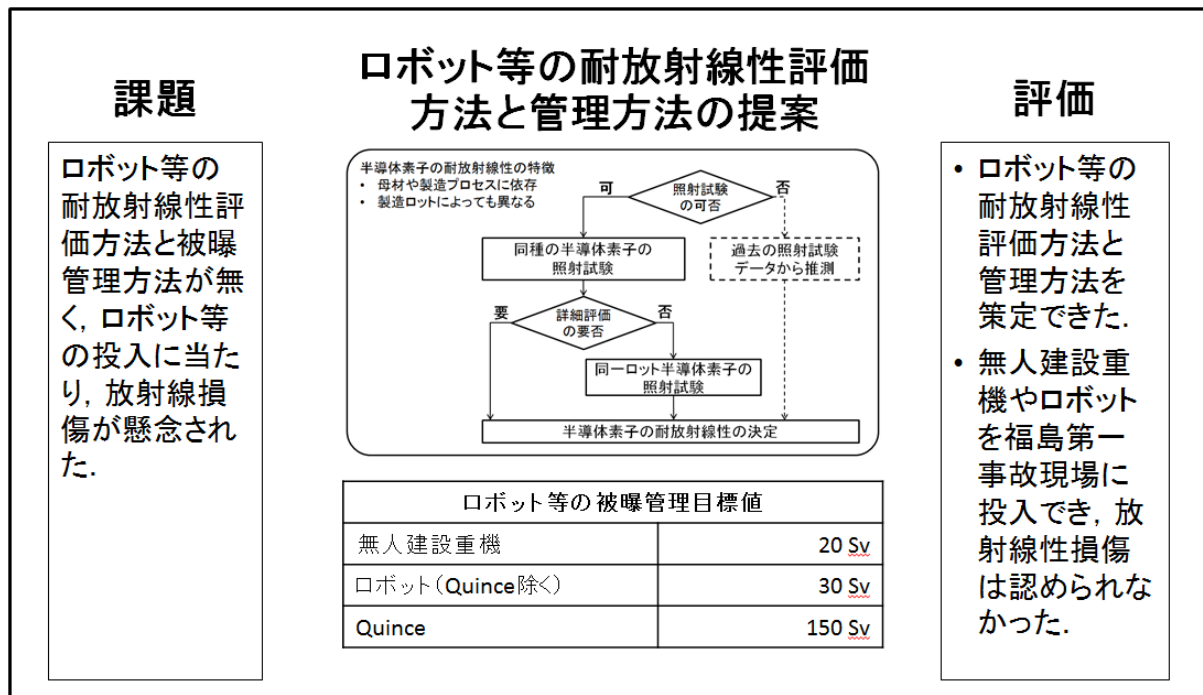 ロボット等の耐放射線性評価
方法と管理方法の提案
課題
ロボット等の
耐放射線性評
価方法と被曝
管理方法が無
く，ロボット等
の投入に当た
り，放射線損
傷が懸念され
た．
半導体素子の耐放射線性の特徴
• 母材や製造プロセスに依存
• 製造ロットによっても異なる
照射試験
の可否
可
否
同種の半導体素子の
照射試験
過去の照射試験
データから推測
詳細評価
の要否
要
否
同一ロット半導体素子の
照射試験
半導体素子の耐放射線性の決定
ロボット等の被曝管理目標値
無人建設重機 20 Sv
ロボット（Quince除く） 30 Sv
Quince 150 Sv
評価
• ロボット等の
耐放射線性
評価方法と
管理方法を
策定できた．
• 無人建設重
機やロボット
を福島第一
事故現場に
投入でき，放
射線性損傷
は認められな
かった．